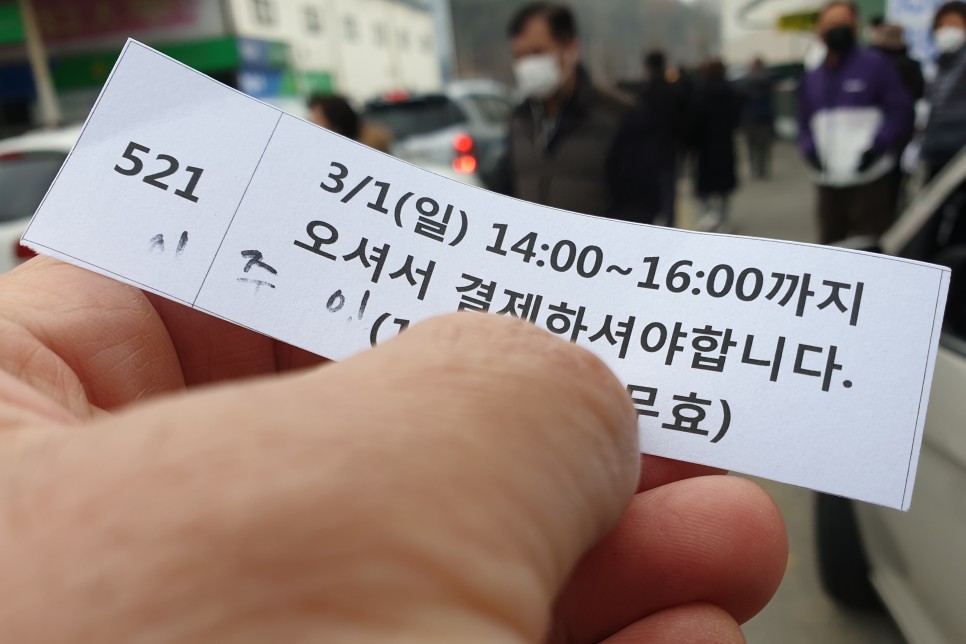 521
3/1(일) 14:00~16:00까지
오셔서 결제하셔야합니다.
무효)